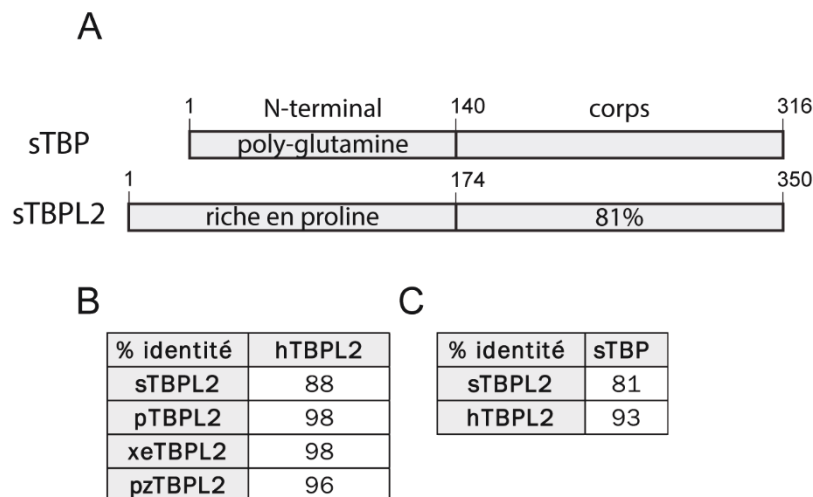 A
1 N-terminal 140 corps 316
sTBP poly-glutamine
1 174 350
sTBPL2 riche en proline 81%
B C
% identité hTBPL2 % identité sTBP
sTBPL2 88 sTBPL2 81
pTBPL2 98 hTBPL2 93
xeTBPL2 98
pzTBPL2 96